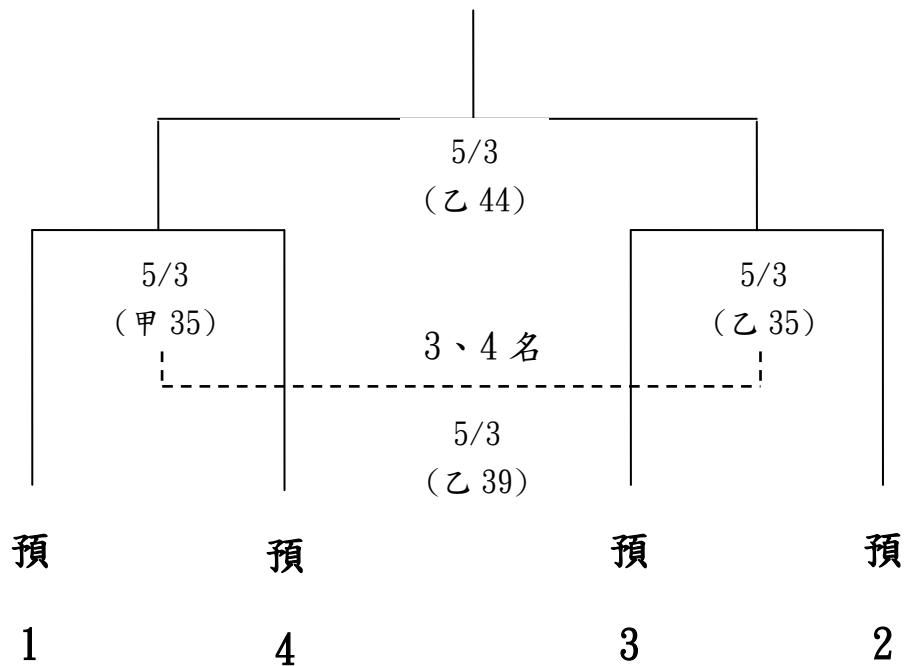 5/3
（乙 44）
5/3
（甲 35）
5/3
（乙 35）
3、4 名
5/3
（乙 39）
預 預 預 預
1 4 3 2